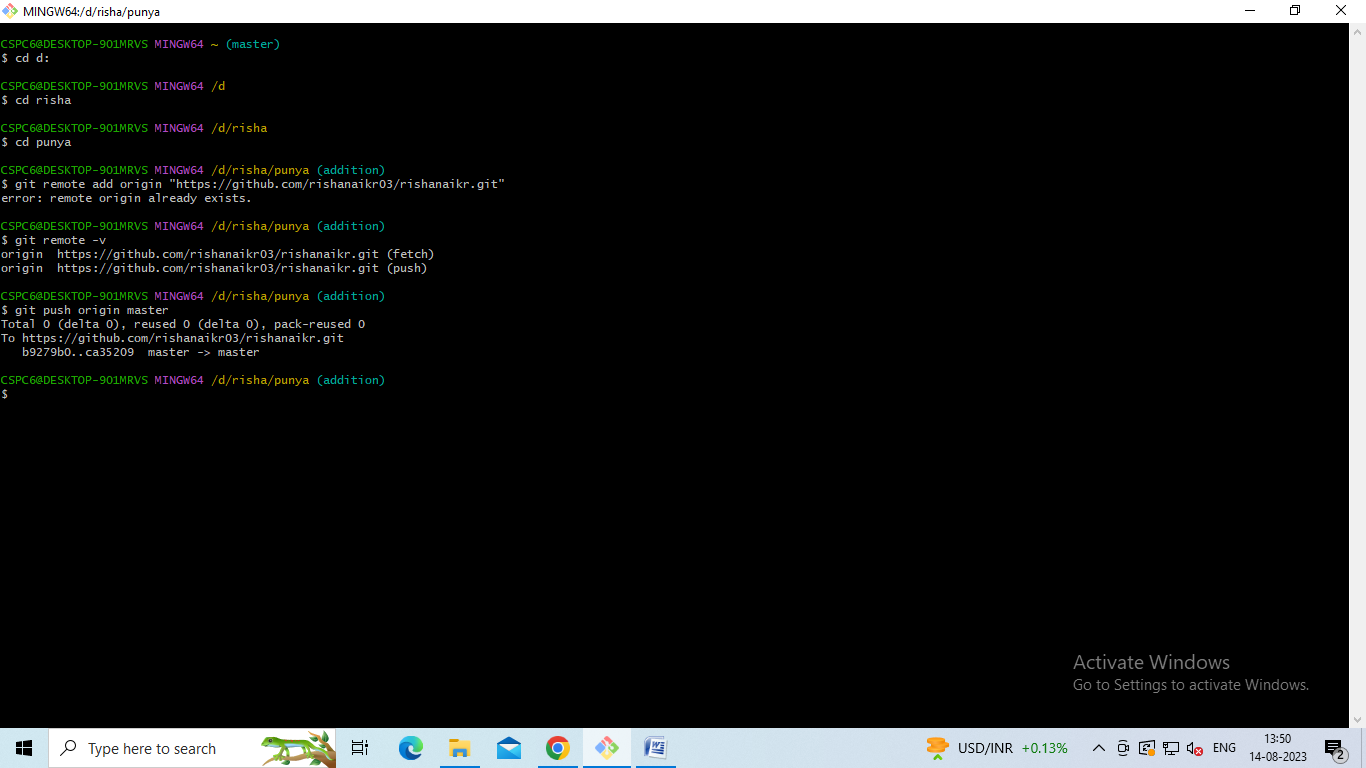 MINGW64:/d/risha/punya
CSPC6@DESKTOP-901MRVS MINGW64 ~ (master)
$ cd d:
CSPC6@DESKTOP-901MRVS MINGW64 /d
$ cd risha
CSPC6@DESKTOP-901MRVS MINGW64 /d/risha
$ cd punya
CSPC6@DESKTOP-901MRVS MINGW64 /d/risha/punya (addition)
$ git remote add origin "https://github.com/rishanaikr03/rishanaikr.git"
error: remote origin already exists.
CSPC6@DESKTOP-901MRVS MINGW64 /d/risha/punya (addition)
$ git remote -v
origin  https://github.com/rishanaikr03/rishanaikr.git (fetch)
origin  https://github.com/rishanaikr03/rishanaikr.git (push)
CSPC6@DESKTOP-901MRVS MINGW64 /d/risha/punya (addition)
$ git push origin master
Total 0 (delta 0), reused 0 (delta 0), pack-reused 0
To https://github.com/rishanaikr03/rishanaikr.git
   b9279b0..ca35209  master -> master
CSPC6@DESKTOP-901MRVS MINGW64 /d/risha/punya (addition)
$
Activate Windows
Go to Settings to activate Windows.
Type here to search
USD/INR +0.13%
ENG
13:50
14-08-2023
2